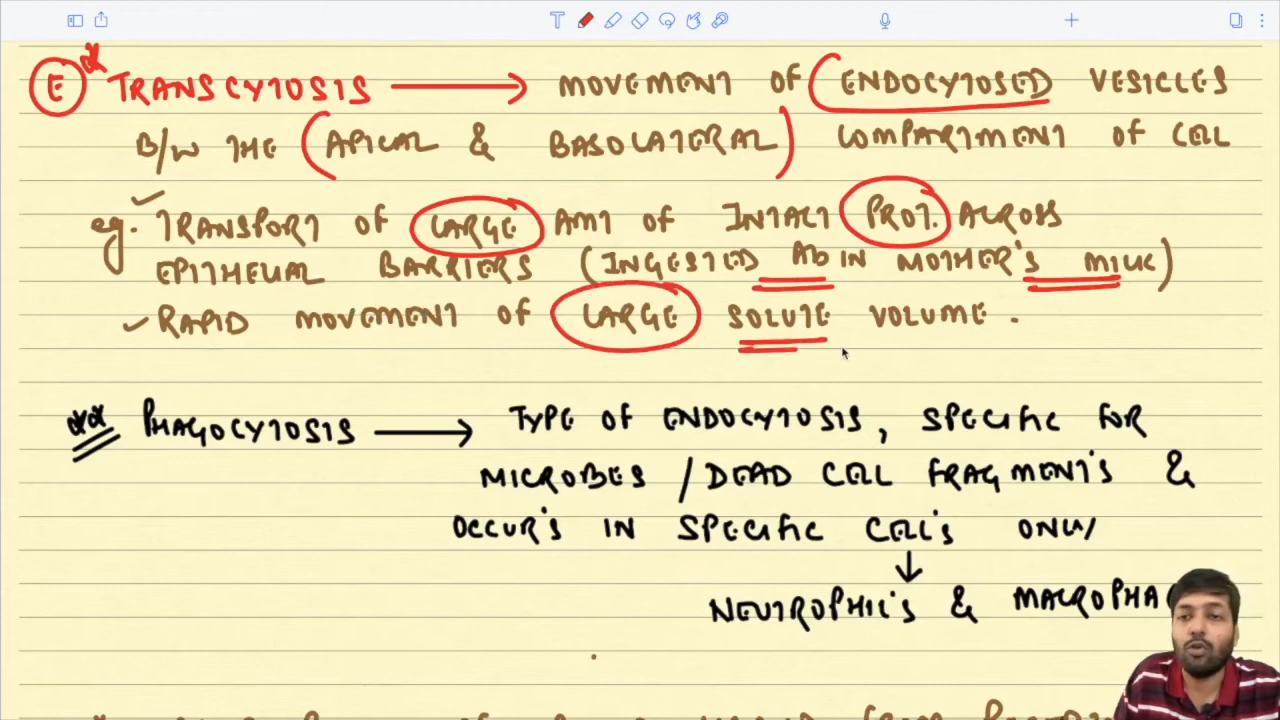 E ** TRANSCYTOSIS → MOVEMENT OF (ENDOCYTOSED VESICLES
B/W THE (APICAL & BASOLATERAL) COMPARTMENT OF CELL
eg. TRANSPORT OF LARGE AMT OF INTACT PROT. ACROSS
EPITHELIAL BARRIERS (INGESTED Ab IN MOTHER'S MILK)
✓ RAPID MOVEMENT OF LARGE SOLUTE VOLUME.
** PHAGOCYTOSIS → TYPE OF ENDOCYTOSIS, SPECIFIC FOR
MICROBES / DEAD CELL FRAGMENT'S &
OCCUR'S IN SPECIFIC CELL'S ONLY
↓
NEUTROPHIL'S & MACROPHA